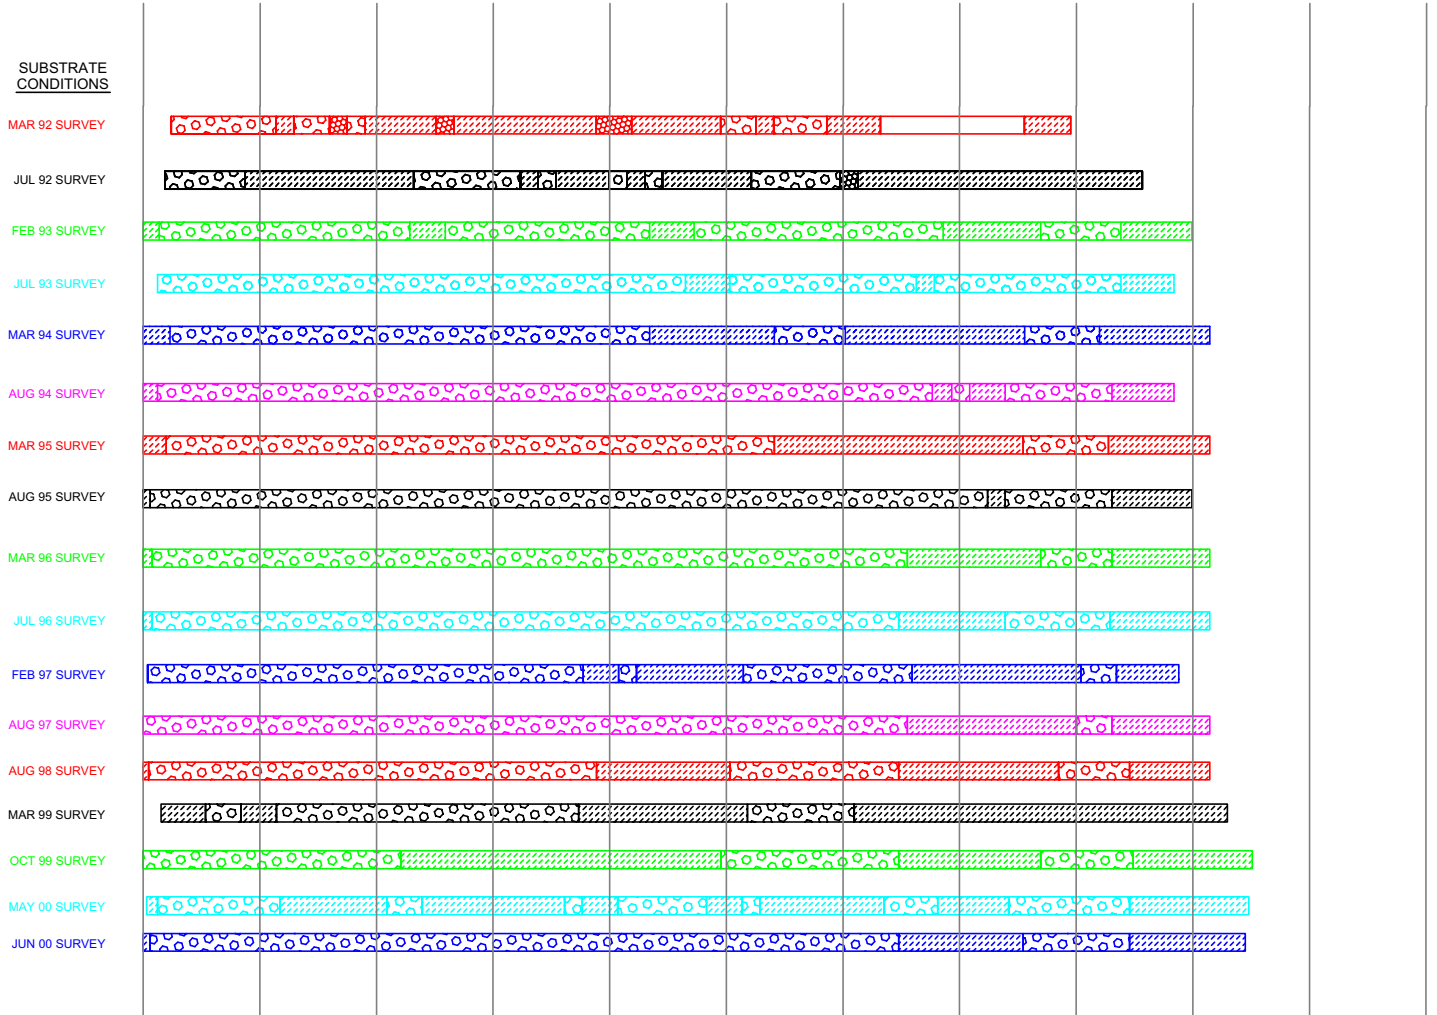 SUBSTRATE
CONDITIONS
MAR 92 SURVEY
JUL 92 SURVEY
FEB 93 SURVEY
JUL 93 SURVEY
MAR 94 SURVEY
AUG 94 SURVEY
MAR 95 SURVEY
AUG 95 SURVEY
MAR 96 SURVEY
JUL 96 SURVEY
FEB 97 SURVEY
AUG 97 SURVEY
AUG 98 SURVEY
MAR 99 SURVEY
OCT 99 SURVEY
MAY 00 SURVEY
JUN 00 SURVEY